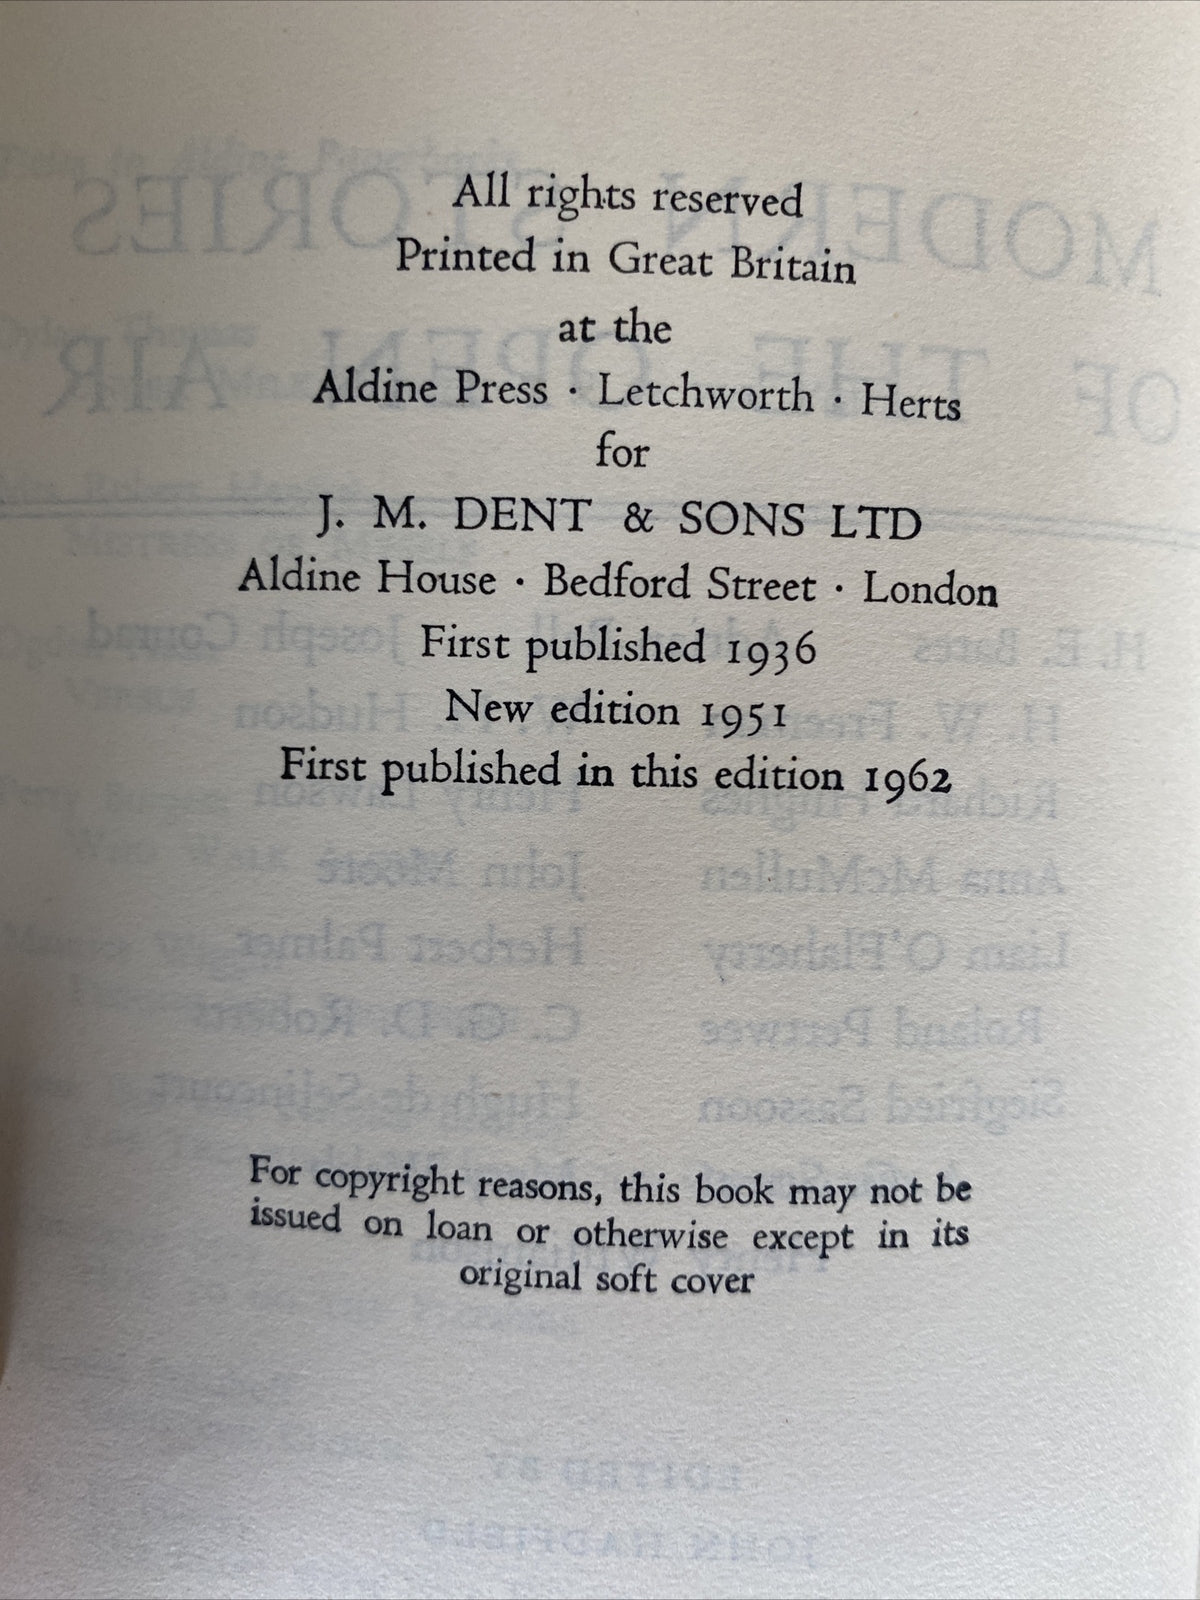 All rights reserved
Printed in Great Britain
at the
Aldine Press · Letchworth · Herts
for
J. M. DENT & SONS LTD
Aldine House · Bedford Street · London
First published 1936
New edition 1951
First published in this edition 1962
For copyright reasons, this book may not be
issued on loan or otherwise except in its
original soft cover